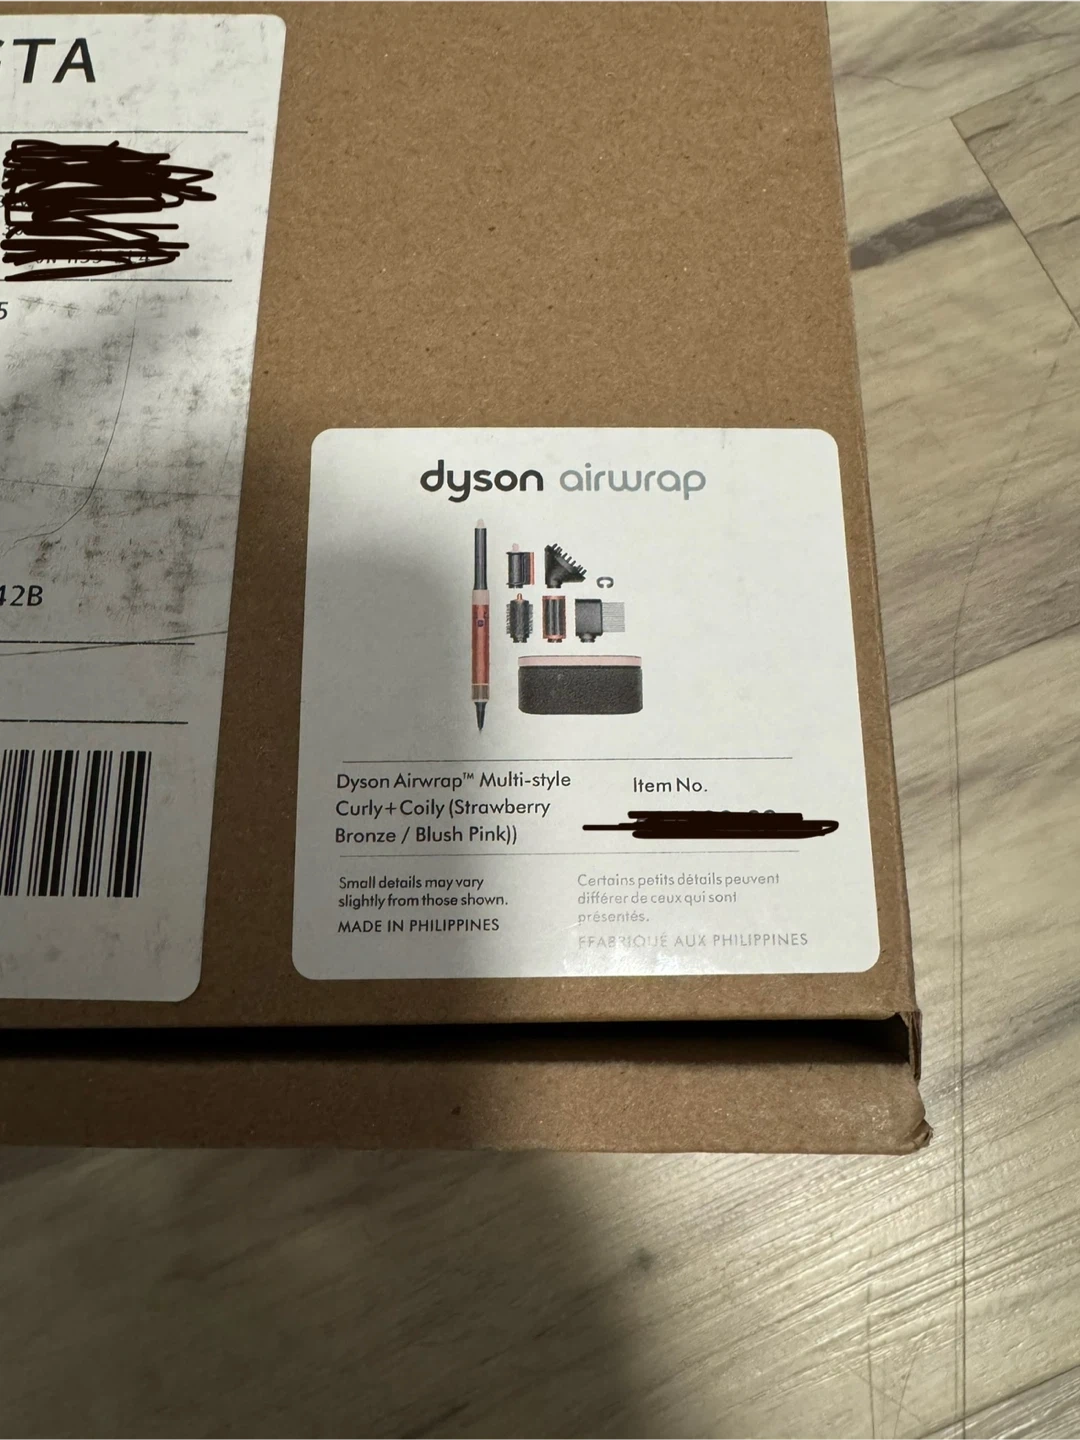 TA
5
42B
dyson airwrap
Dyson Airwrap™ Multi-style
Curly+Coily (Strawberry
Bronze / Blush Pink))
Item No.
Small details may vary
slightly from those shown.
MADE IN PHILIPPINES
Certains petits détails peuvent
différer de ceux qui sont
présentés.
FFABRIQUÉ AUX PHILIPPINES